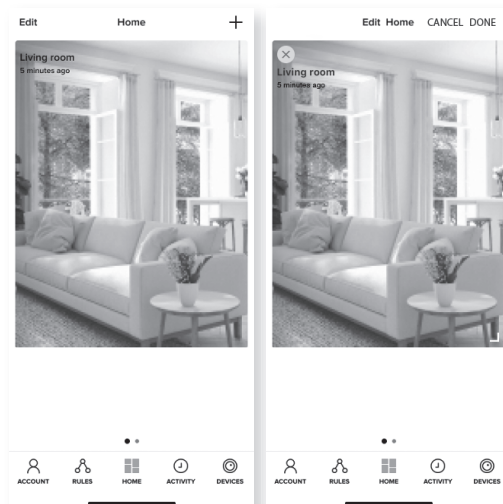 Edit Home +
Living room
5 minutes ago
ACCOUNT RULES HOME ACTIVITY DEVICES
Edit Home CANCEL DONE
Living room
5 minutes ago
ACCOUNT RULES HOME ACTIVITY DEVICES